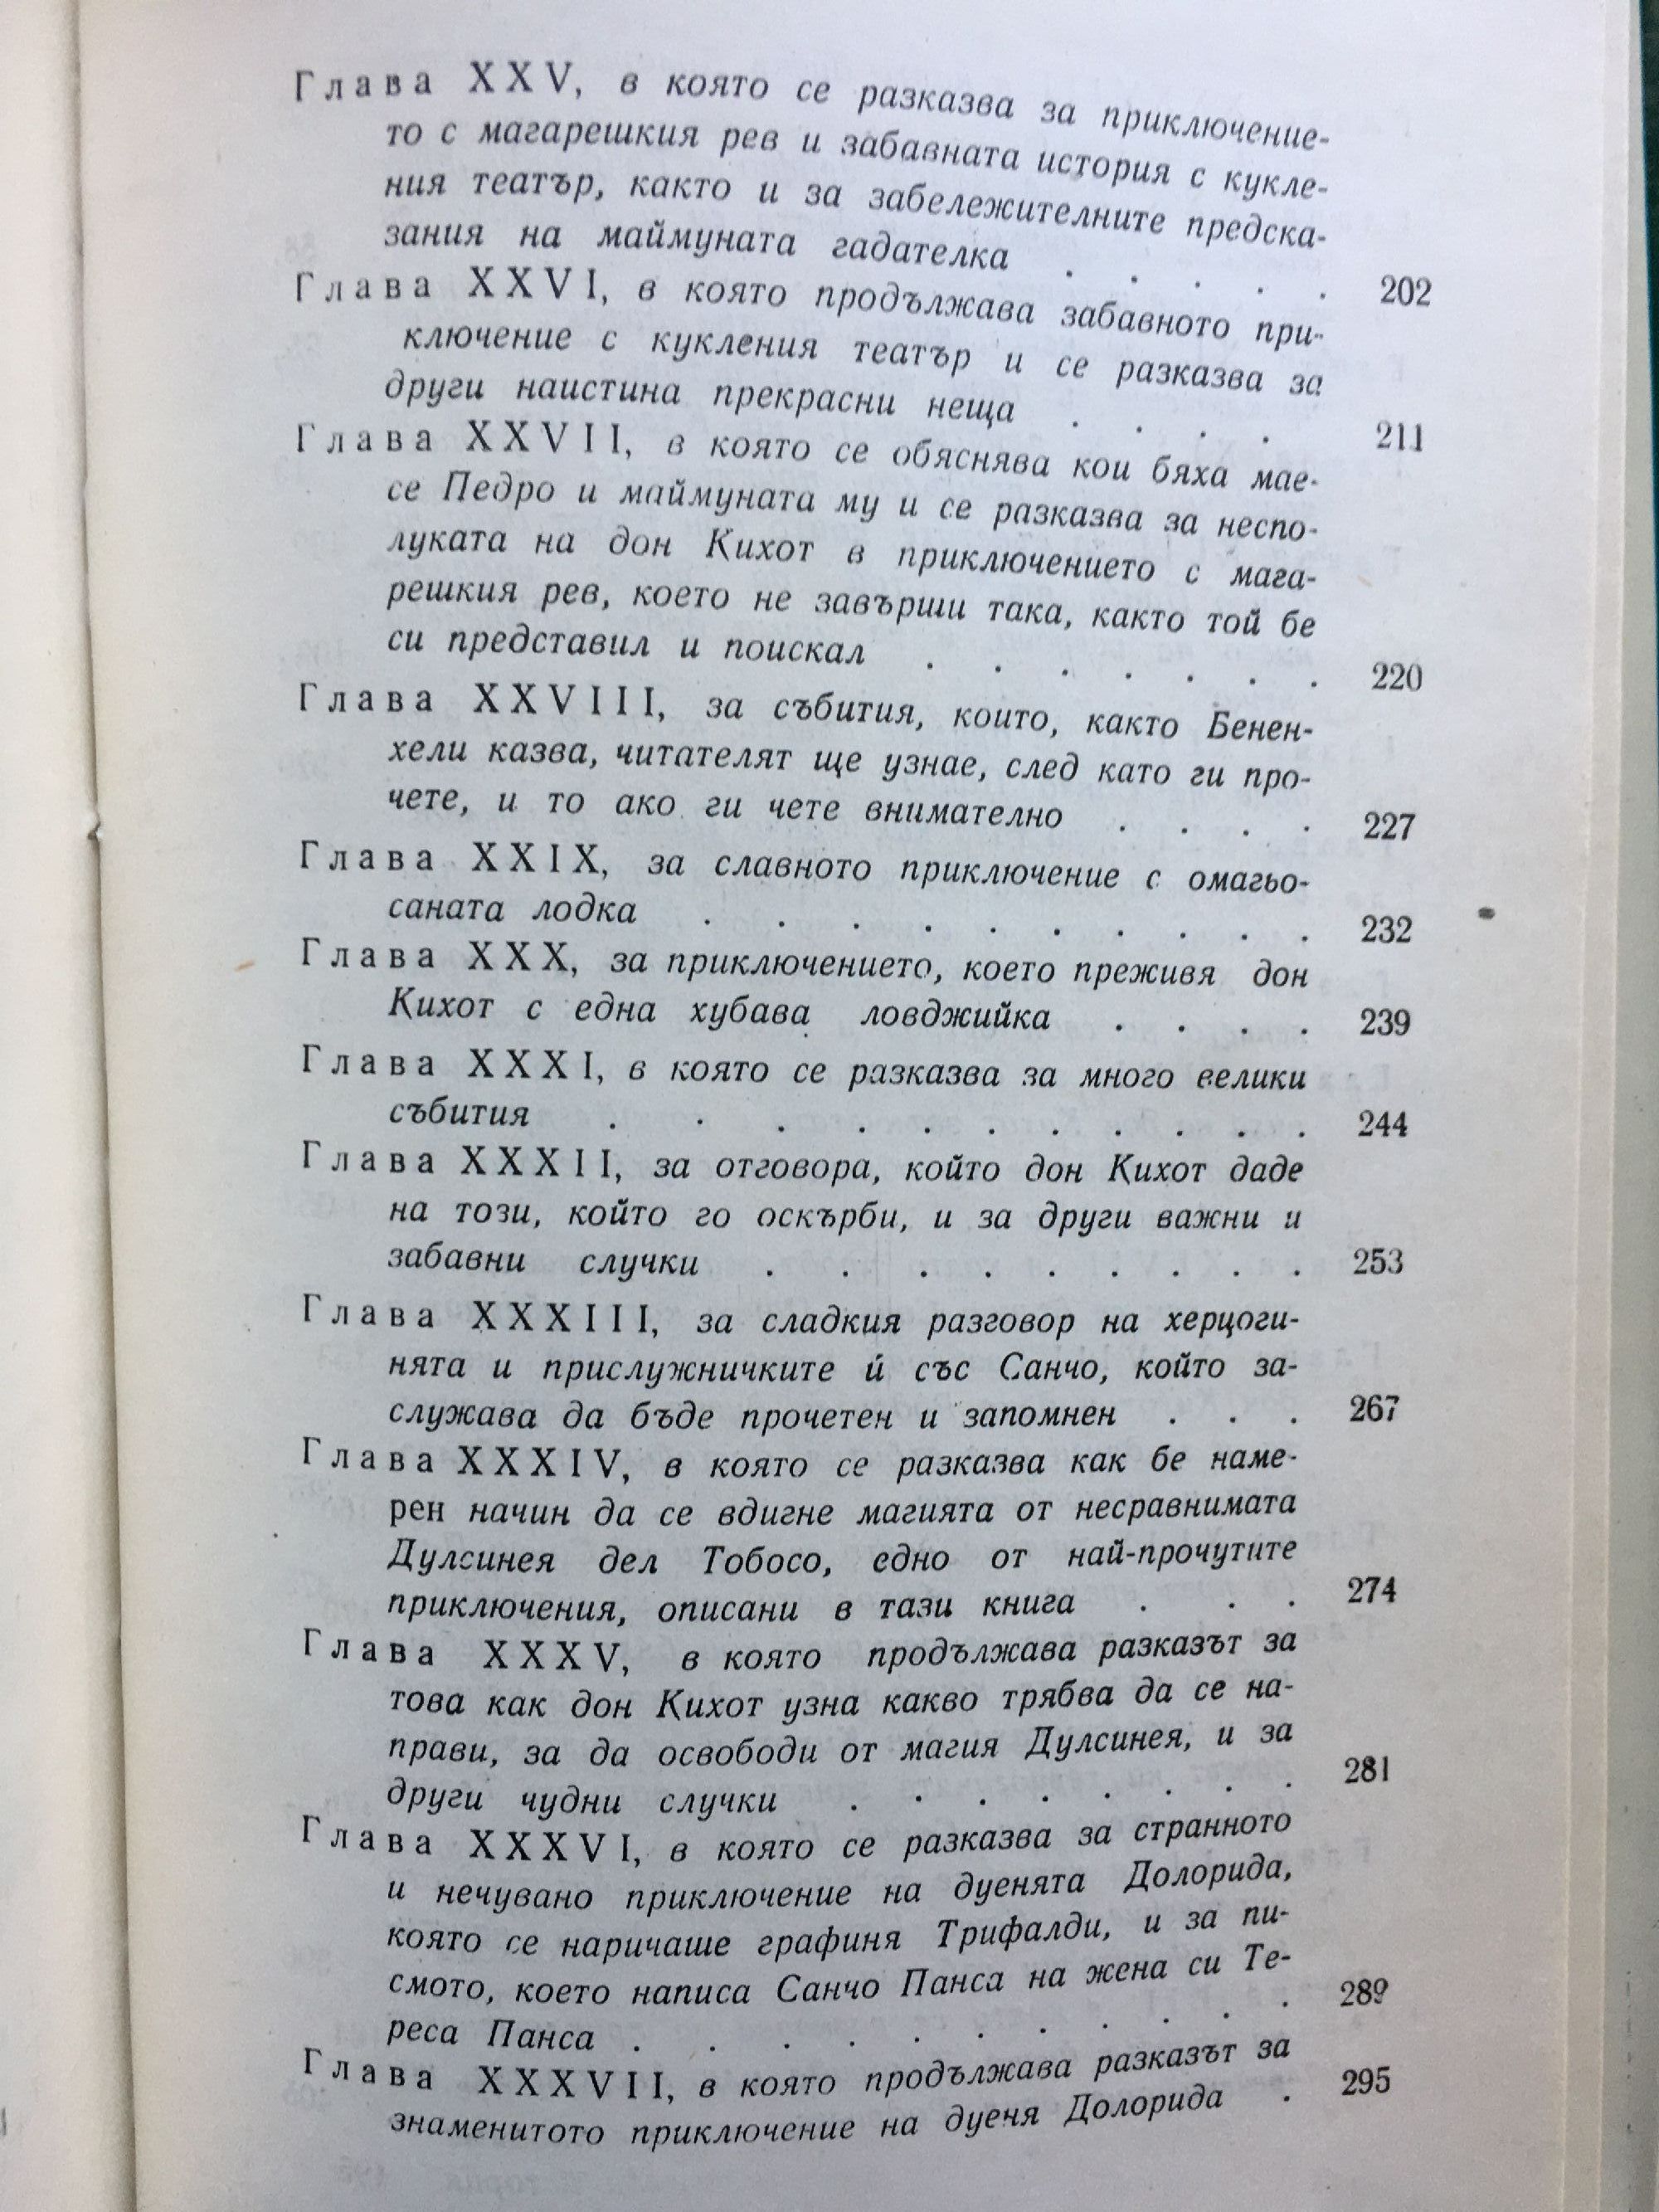 Глава XXV, в която се разказва за приключение-
то с магарешкия рев и забавната история с кукле-
ния театър, както и за забележителните предска-
зания на маймуната гадателка . . . . . 202
Глава XXVI, в която продължава забавното при-
ключение с кукления театър и се разказва за
други наистина прекрасни неща . . . . 211
Глава XXVII, в която се обяснява кои бяха мае-
се Педро и маймуната му и се разказва за неспо-
луката на дон Кихот в приключението с мага-
решкия рев, което не завърши така, както той бе
си представил и поискал . . . . . . . 220
Глава XXVIII, за събития, които, както Бенен-
хели казва, читателят ще узнае, след като ги про-
чете, и то ако ги чете внимателно . . . . 227
Глава XXIX, за славното приключение с омагьо-
саната лодка . . . . . . . . . . 232
Глава XXX, за приключението, което преживя дон
Кихот с една хубава ловджийка . . . . 239
Глава XXXI, в която се разказва за много велики
събития . . . . . . . . . . . 244
Глава XXXII, за отговора, който дон Кихот даде
на този, който го оскърби, и за други важни и
забавни случки . . . . . . . . . 253
Глава XXXIII, за сладкия разговор на херцоги-
нята и прислужничките ѝ със Санчо, който за-
служава да бъде прочетен и запомнен . . . 267
Глава XXXIV, в която се разказва как бе наме-
рен начин да се вдигне магията от несравнимата
Дулсинея дел Тобосо, едно от най-прочутите
приключения, описани в тази книга . . . 274
Глава XXXV, в която продължава разказът за
това как дон Кихот узна какво трябва да се на-
прави, за да освободи от магия Дулсинея, и за
други чудни случки . . . . . . . . 281
Глава XXXVI, в която се разказва за странното
и нечувано приключение на дуенята Долорида,
която се наричаше графиня Трифалди, и за пи-
смото, което написа Санчо Панса на жена си Те-
реса Панса . . . . . . . . . . 289
Глава XXXVII, в която продължава разказът за
знаменитото приключение на дуеня Долорида . 295